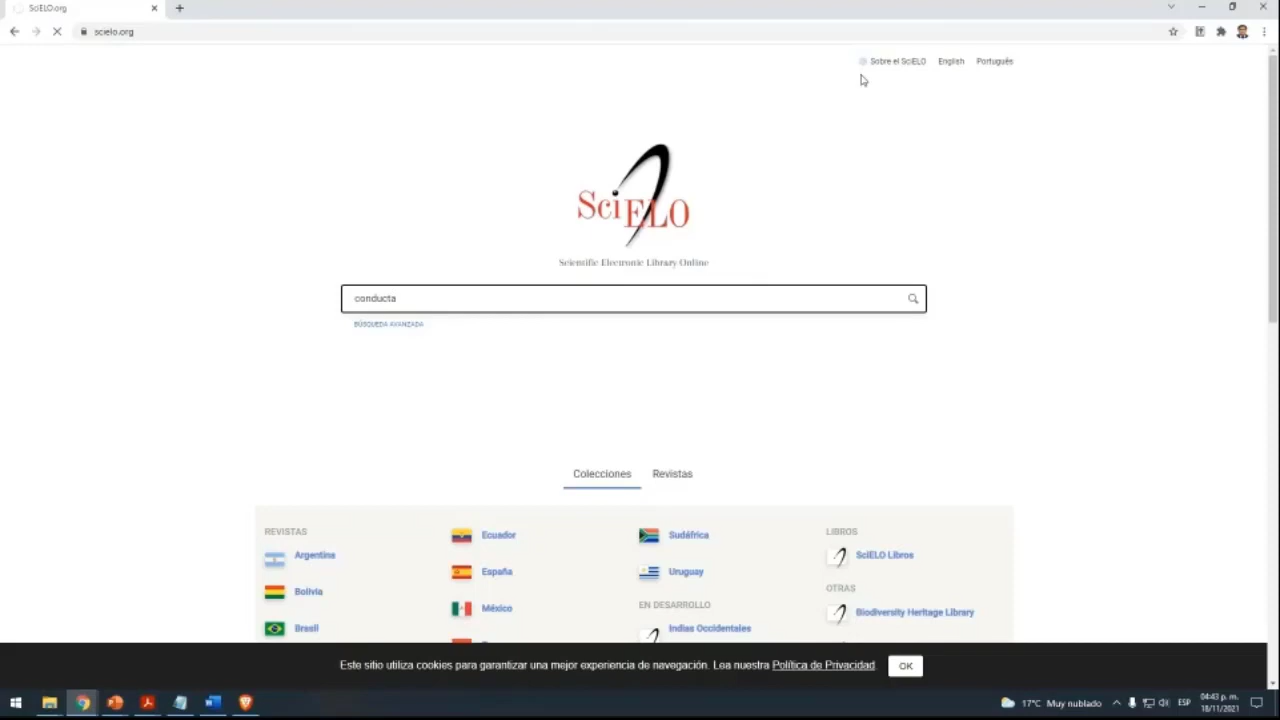 SciELO.org
scielo.org
Sobre el SciELO English Português
SciELO
Scientific Electronic Library Online
conducta
BÚSQUEDA AVANZADA
Colecciones Revistas
REVISTAS
Argentina
Bolivia
Brasil
Ecuador
España
México
Sudáfrica
Uruguay
EN DESARROLLO
Indias Occidentales
LIBROS
SciELO Libros
OTRAS
Biodiversity Heritage Library
Este sitio utiliza cookies para garantizar una mejor experiencia de navegación. Lea nuestra Política de Privacidad. OK
17°C Muy nublado ESP
04:43 p. m.
18/11/2021